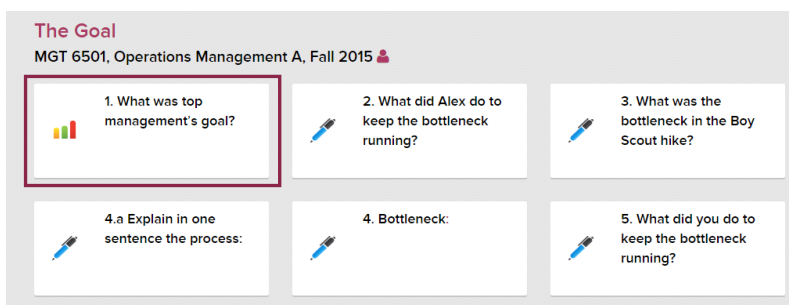 The Goal
MGT 6501, Operations Management A, Fall 2015
1. What was top
management's goal?
2. What did Alex do to
keep the bottleneck
running?
3. What was the
bottleneck in the Boy
Scout hike?
4.a Explain in one
sentence the process:
4. Bottleneck:
5. What did you do to
keep the bottleneck
running?